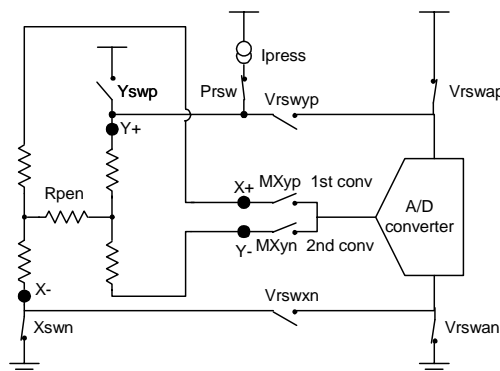 Ipress
Yswp
Prsw
Vrswyp
Vrswap
Y+
Rpen
X+
MXyp 1st conv
A/D
converter
Y-
MXyn 2nd conv
X-
Vrswxn
Xswn
Vrswan